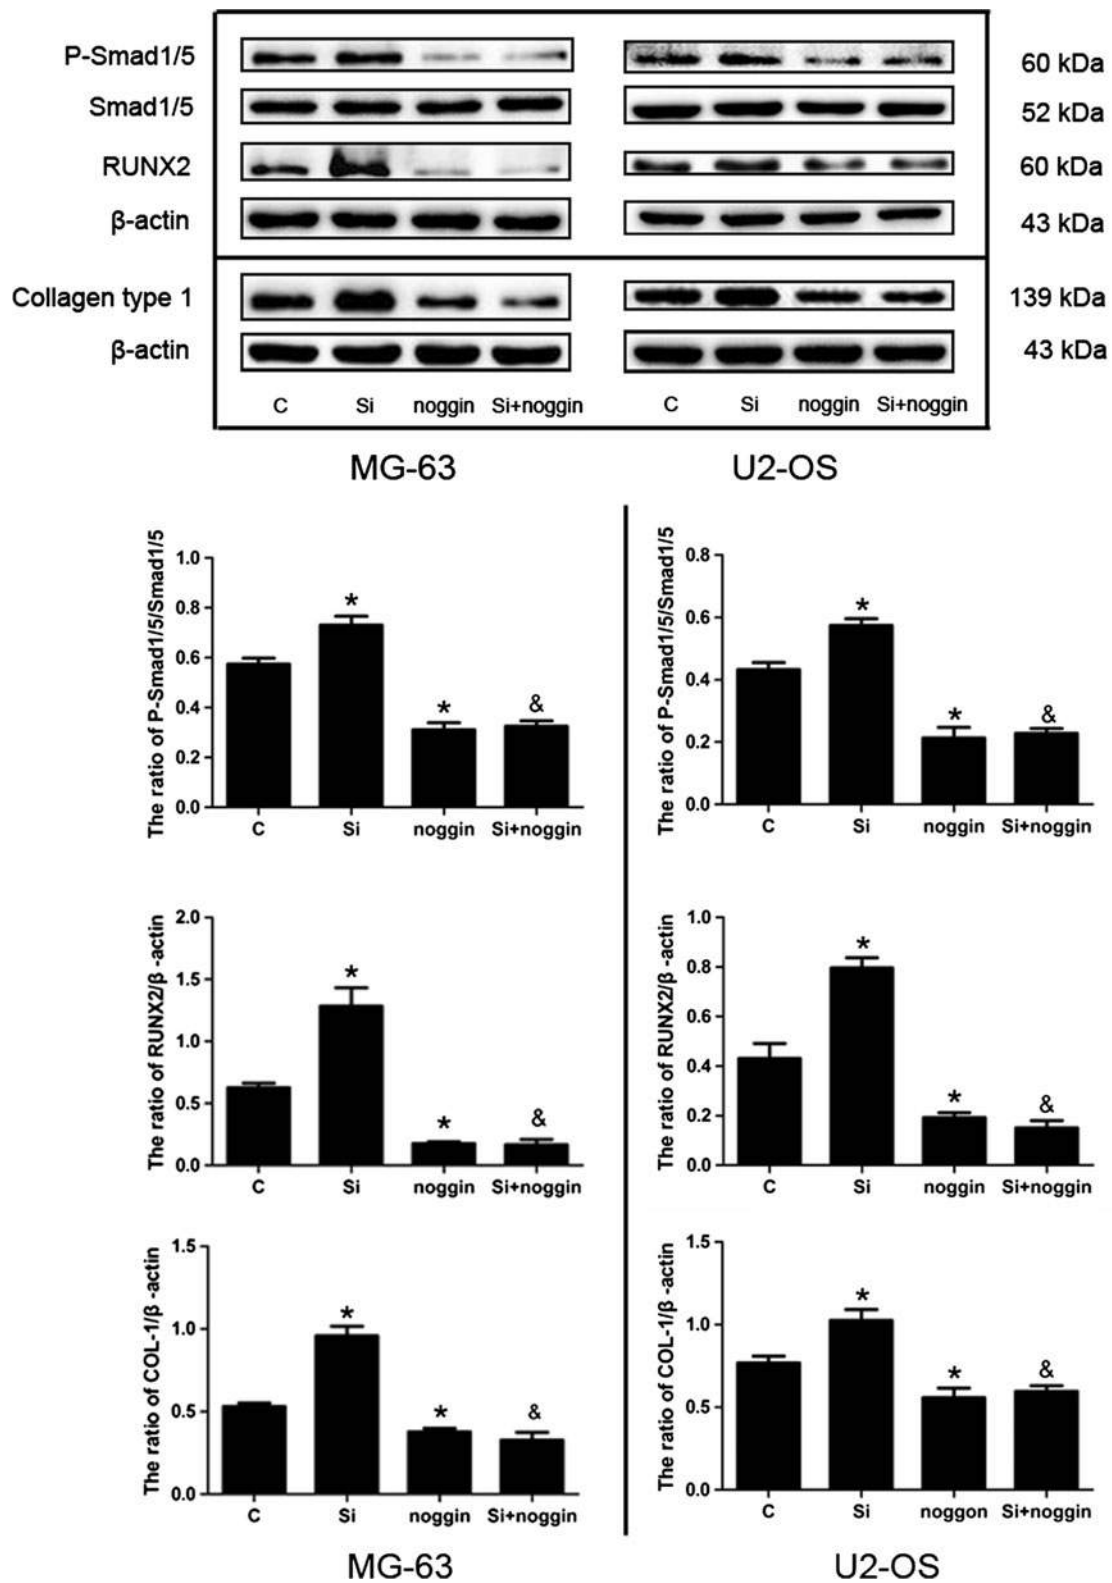 P-Smad1/5 60 kDa
Smad1/5 52 kDa
RUNX2 60 kDa
β-actin 43 kDa
Collagen type 1 139 kDa
β-actin 43 kDa
C Si noggin Si+noggin C Si noggin Si+noggin
MG-63 U2-OS
The ratio of P-Smad1/5/Smad1/5
1.0
0.8
0.6
0.4
0.2
0.0
*
*
&
C Si noggin Si+noggin
The ratio of P-Smad1/5/Smad1/5
0.8
0.6
0.4
0.2
0.0
*
*
&
C Si noggin Si+noggin
The ratio of RUNX2/β -actin
2.0
1.5
1.0
0.5
0.0
*
*
&
C Si noggin Si+noggin
The ratio of RUNX2/β -actin
1.0
0.8
0.6
0.4
0.2
0.0
*
*
&
C Si noggin Si+noggin
The ratio of COL-1/β -actin
1.5
1.0
0.5
0.0
*
*
&
C Si noggin Si+noggin
The ratio of COL-1/β -actin
1.5
1.0
0.5
0.0
*
*
&
C Si noggon Si+noggin
MG-63 U2-OS